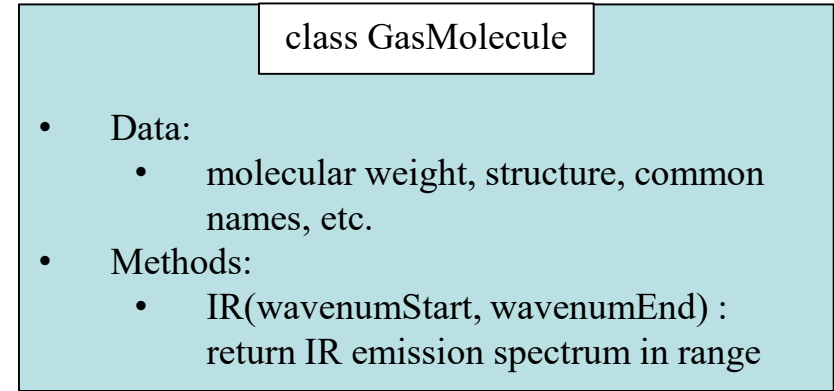 class GasMolecule
• Data:
• molecular weight, structure, common
names, etc.
• Methods:
• IR(wavenumStart, wavenumEnd) :
return IR emission spectrum in range